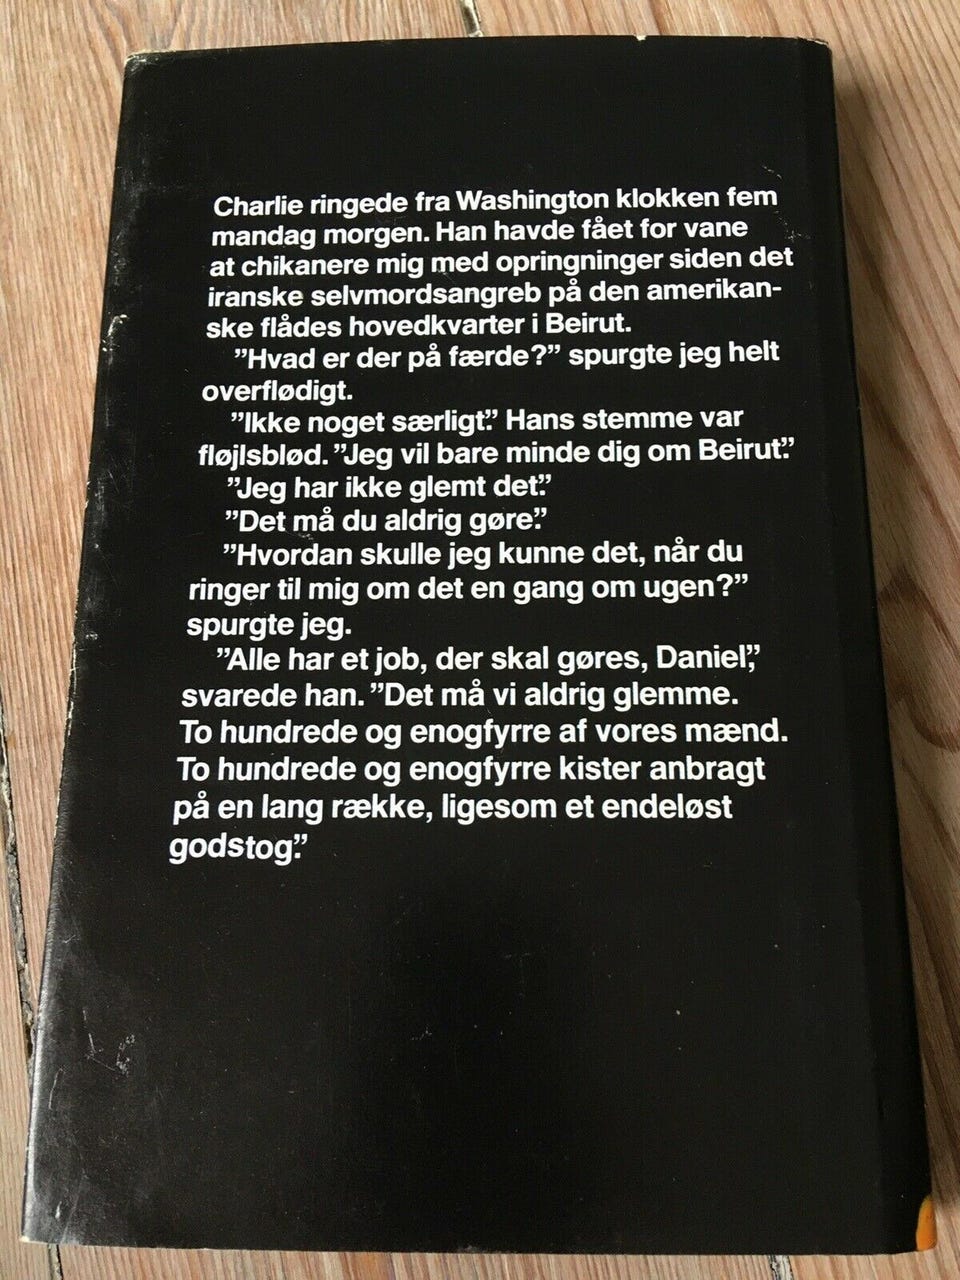 Charlie ringede fra Washington klokken fem
mandag morgen. Han havde fået for vane
at chikanere mig med opringninger siden det
iranske selvmordsangreb på den amerikan-
ske flådes hovedkvarter i Beirut.
”Hvad er der på færde?” spurgte jeg helt
overflødigt.
”Ikke noget særligt.” Hans stemme var
fløjlsblød. ”Jeg vil bare minde dig om Beirut.”
”Jeg har ikke glemt det.”
”Det må du aldrig gøre.”
”Hvordan skulle jeg kunne det, når du
ringer til mig om det en gang om ugen?”
spurgte jeg.
”Alle har et job, der skal gøres, Daniel,”
svarede han. ”Det må vi aldrig glemme.
To hundrede og enogfyrre af vores mænd.
To hundrede og enogfyrre kister anbragt
på en lang række, ligesom et endeløst
godstog.”